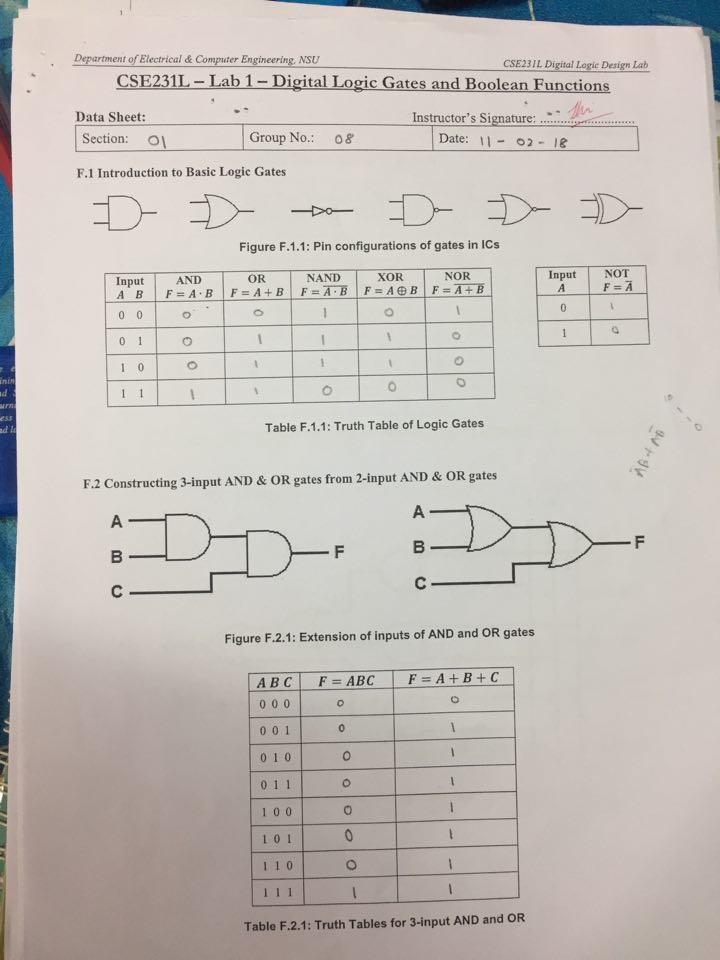 Department of Electrical & Computer Engineering, NSU CSE231L Digital Logic Design Lab
CSE231L – Lab 1 – Digital Logic Gates and Boolean Functions
Data Sheet: Instructor's Signature: ..............................
Section: 01 Group No.: 08 Date: 11 - 02 - 18
F.1 Introduction to Basic Logic Gates
Figure F.1.1: Pin configurations of gates in ICs
Input AND OR NAND XOR NOR
A B F = A · B F = A + B F = A̅ ̅·̅ ̅B̅ F = A ⊕ B F = A̅ ̅+̅ ̅B̅
0 0 0 0 1 0 1
0 1 0 1 1 1 0
1 0 0 1 1 1 0
1 1 1 1 0 0 0
Input NOT
A F = A̅
0 1
1 0
Table F.1.1: Truth Table of Logic Gates
F.2 Constructing 3-input AND & OR gates from 2-input AND & OR gates
A
B
C
F
A
B
C
F
Figure F.2.1: Extension of inputs of AND and OR gates
A B C F = ABC F = A + B + C
0 0 0 0 0
0 0 1 0 1
0 1 0 0 1
0 1 1 0 1
1 0 0 0 1
1 0 1 0 1
1 1 0 0 1
1 1 1 1 1
Table F.2.1: Truth Tables for 3-input AND and OR